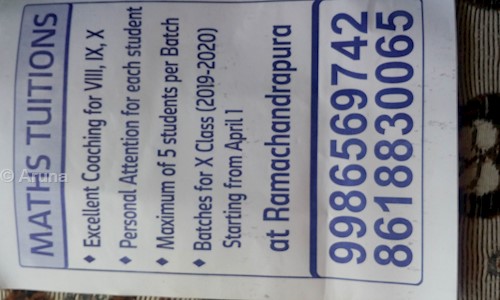 MATHS TUITIONS
♦ Excellent Coaching for VIII, IX, X
♦ Personal Attention for each student
♦ Maximum of 5 students per Batch
♦ Batches for X Class (2019-2020)
Starting from April 1
at Ramachandrapura
9986569742
8618830065
© Aruna